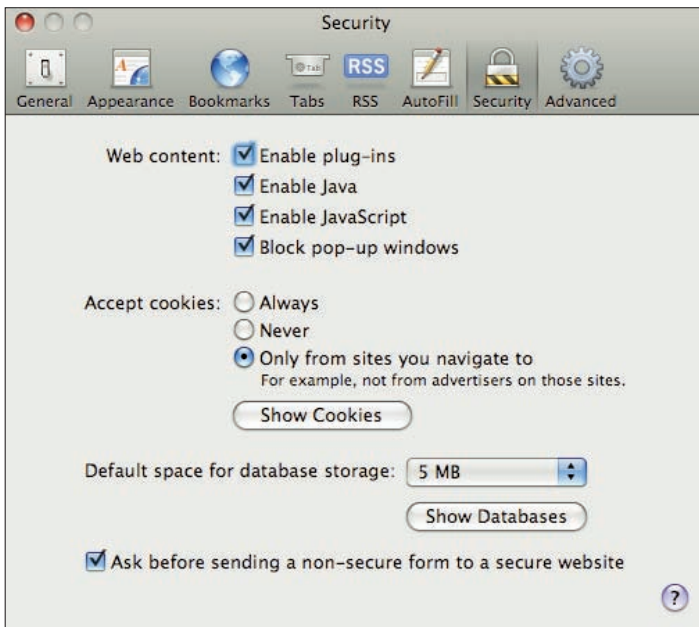 Security
General Appearance Bookmarks Tabs RSS AutoFill Security Advanced
Web content: Enable plug-ins
Enable Java
Enable JavaScript
Block pop-up windows
Accept cookies: Always
Never
Only from sites you navigate to
For example, not from advertisers on those sites.
Show Cookies
Default space for database storage: 5 MB
Show Databases
Ask before sending a non-secure form to a secure website
?